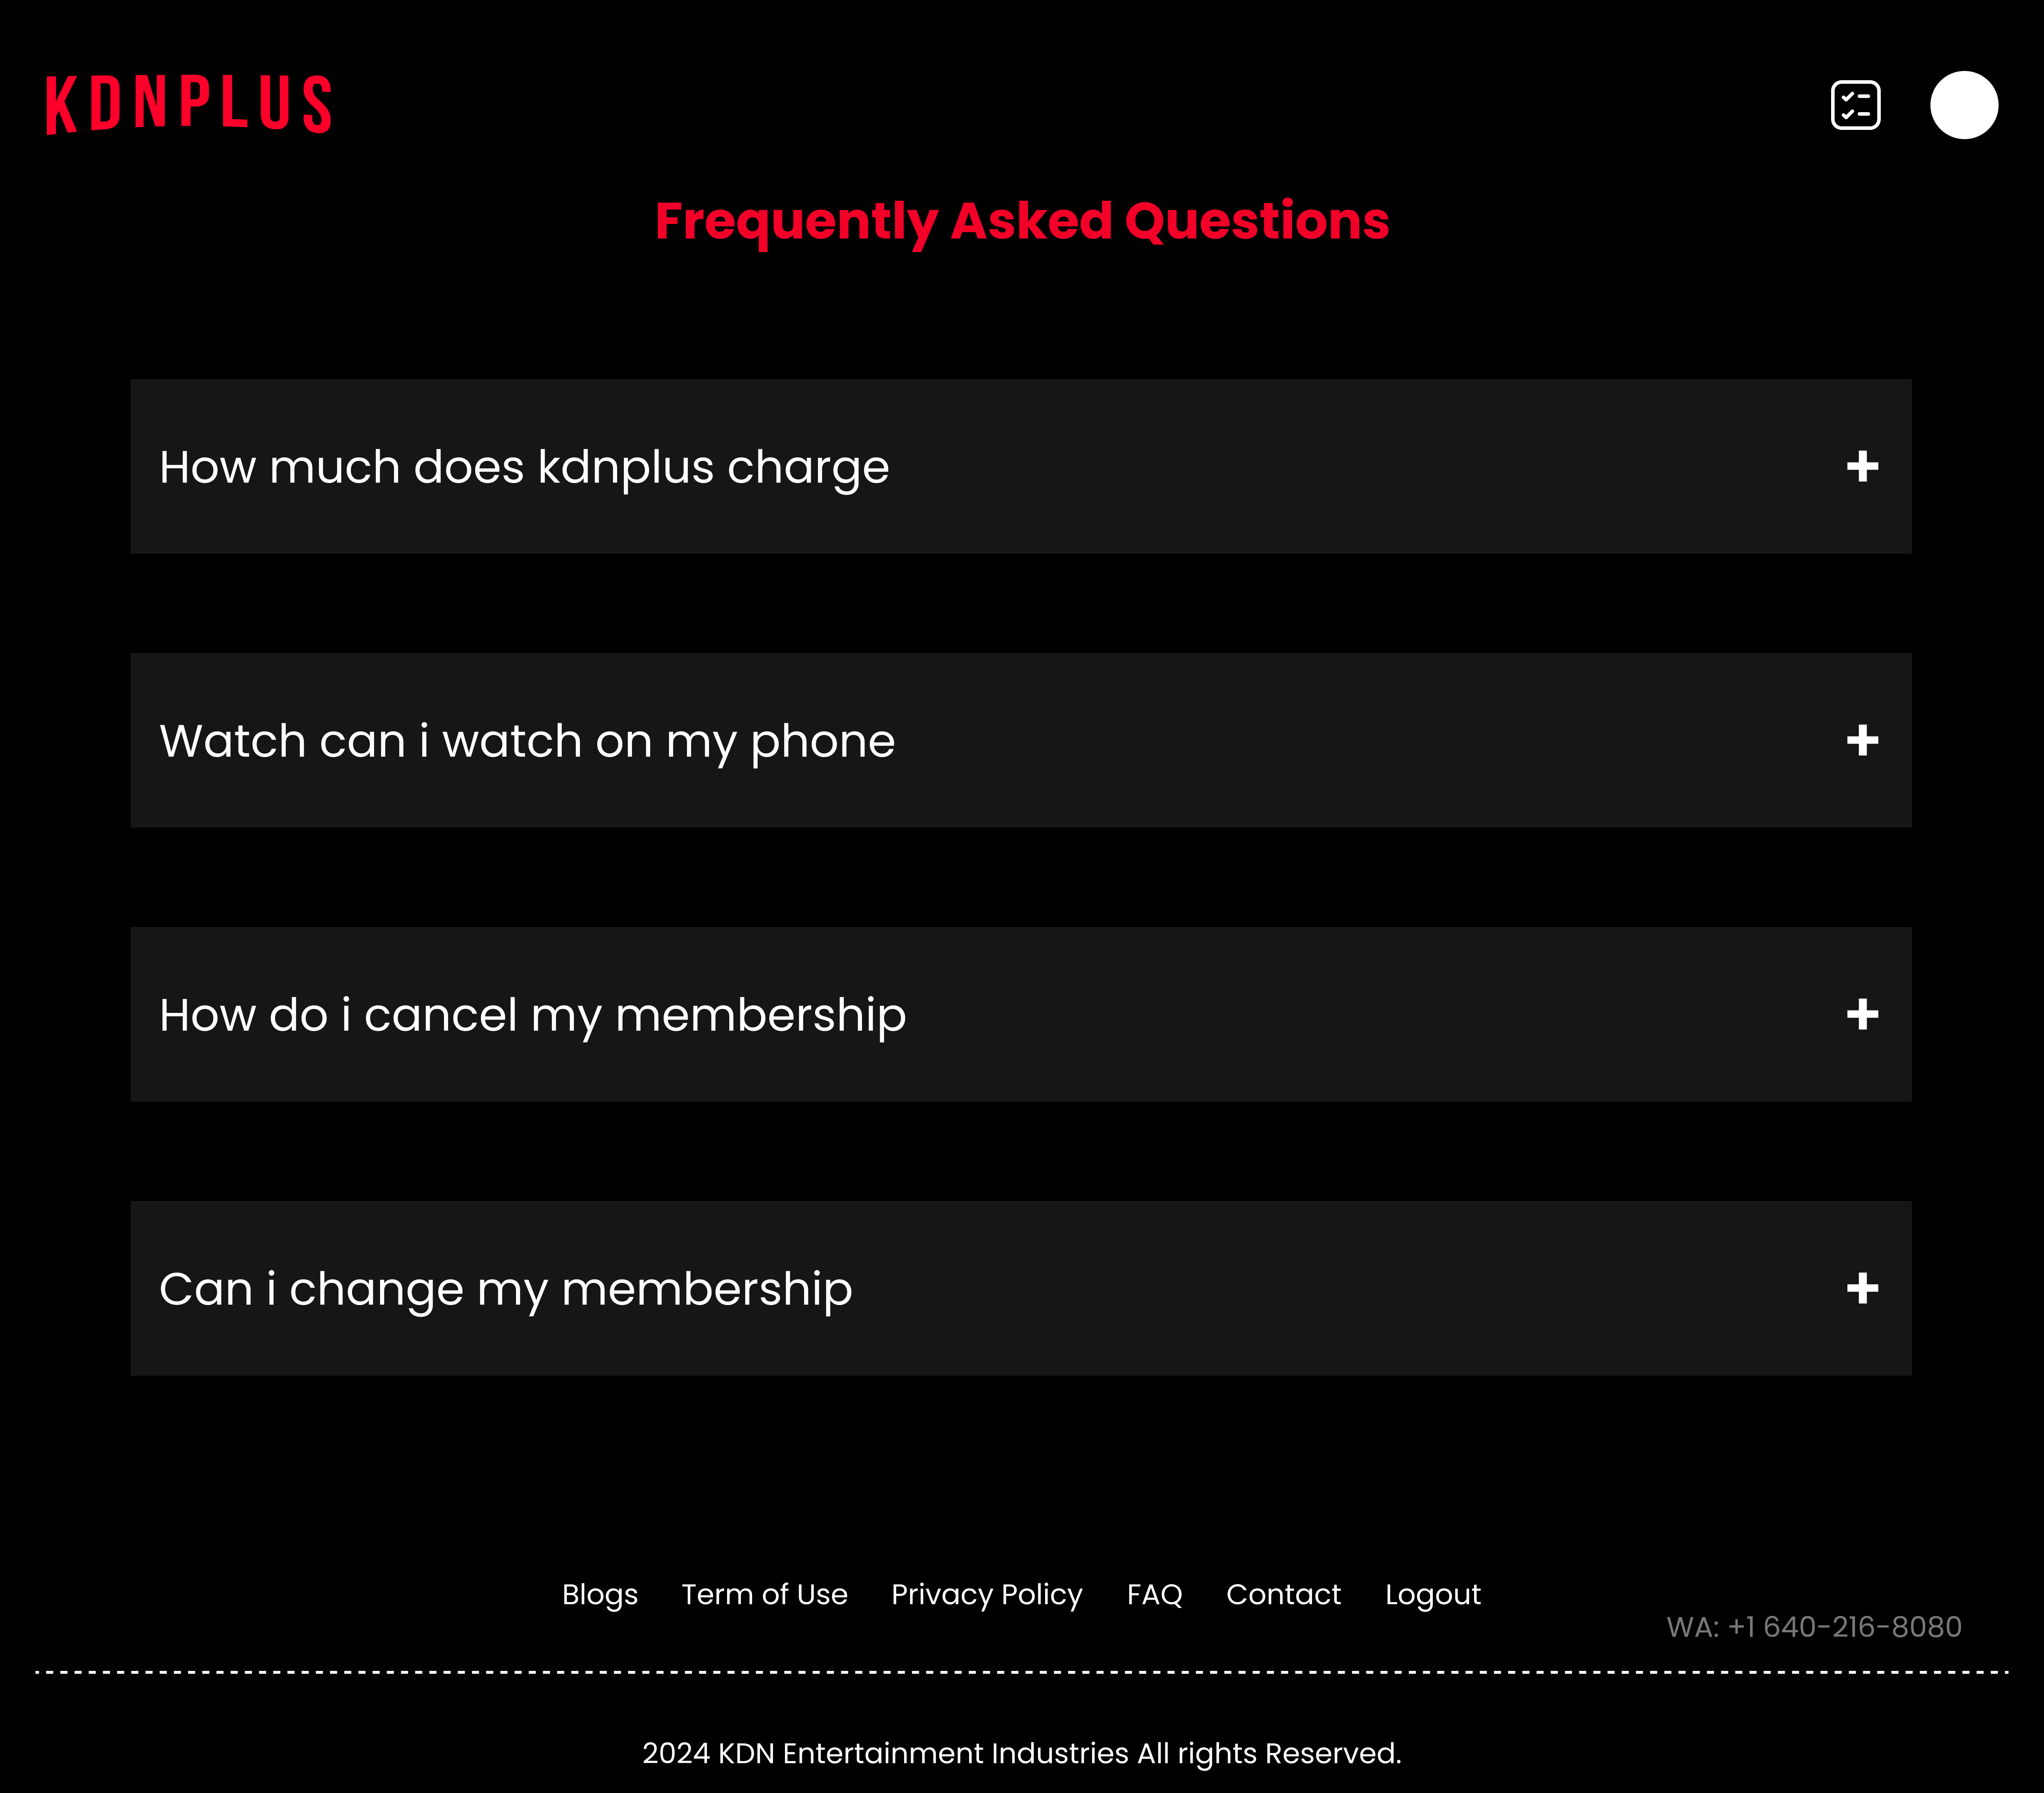 KDNPLUS
Frequently Asked Questions
How much does kdnplus charge
Watch can i watch on my phone
How do i cancel my membership
Can i change my membership
Blogs Term of Use Privacy Policy FAQ Contact Logout
WA: +1 640-216-8080
2024 KDN Entertainment Industries All rights Reserved.